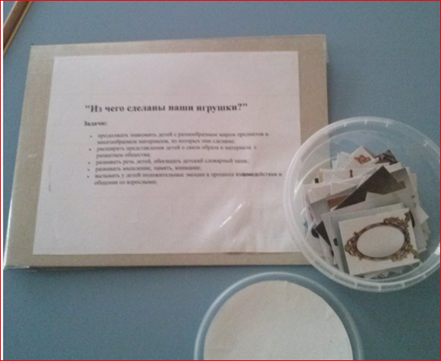 "Из чего сделаны наши игрушки?"
Задачи:
продолжать знакомить детей с разнообразным миром предметов и
многообразием материалов, из которых они сделаны;
расширять представления детей о связи образа и материала с
развитием общества;
развивать речь детей, обогащать детский словарный запас;
развивать мышление, память, внимание;
вызывать у детей положительные эмоции в процессе взаимодействия и
общения со взрослыми;